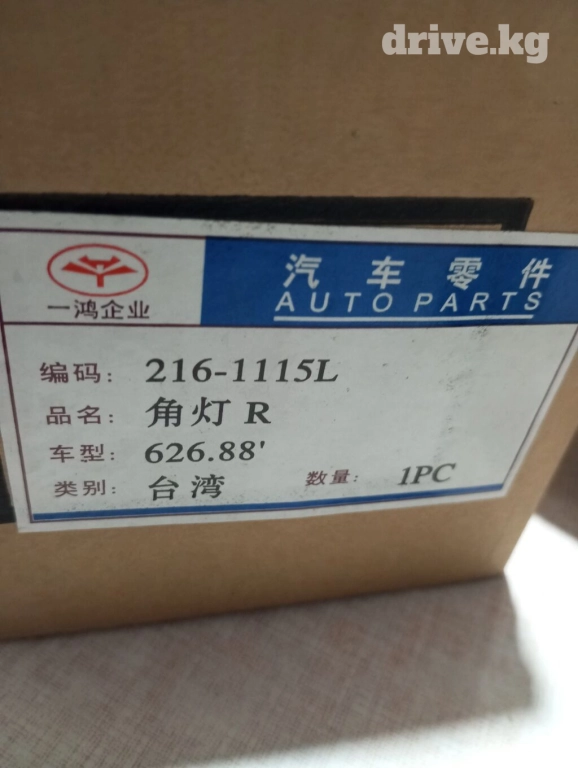 drive.kg
一鸿企业
汽车零件
AUTO PARTS
编码: 216-1115L
品名: 角灯 R
车型: 626.88'
类别: 台湾 数量: 1PC